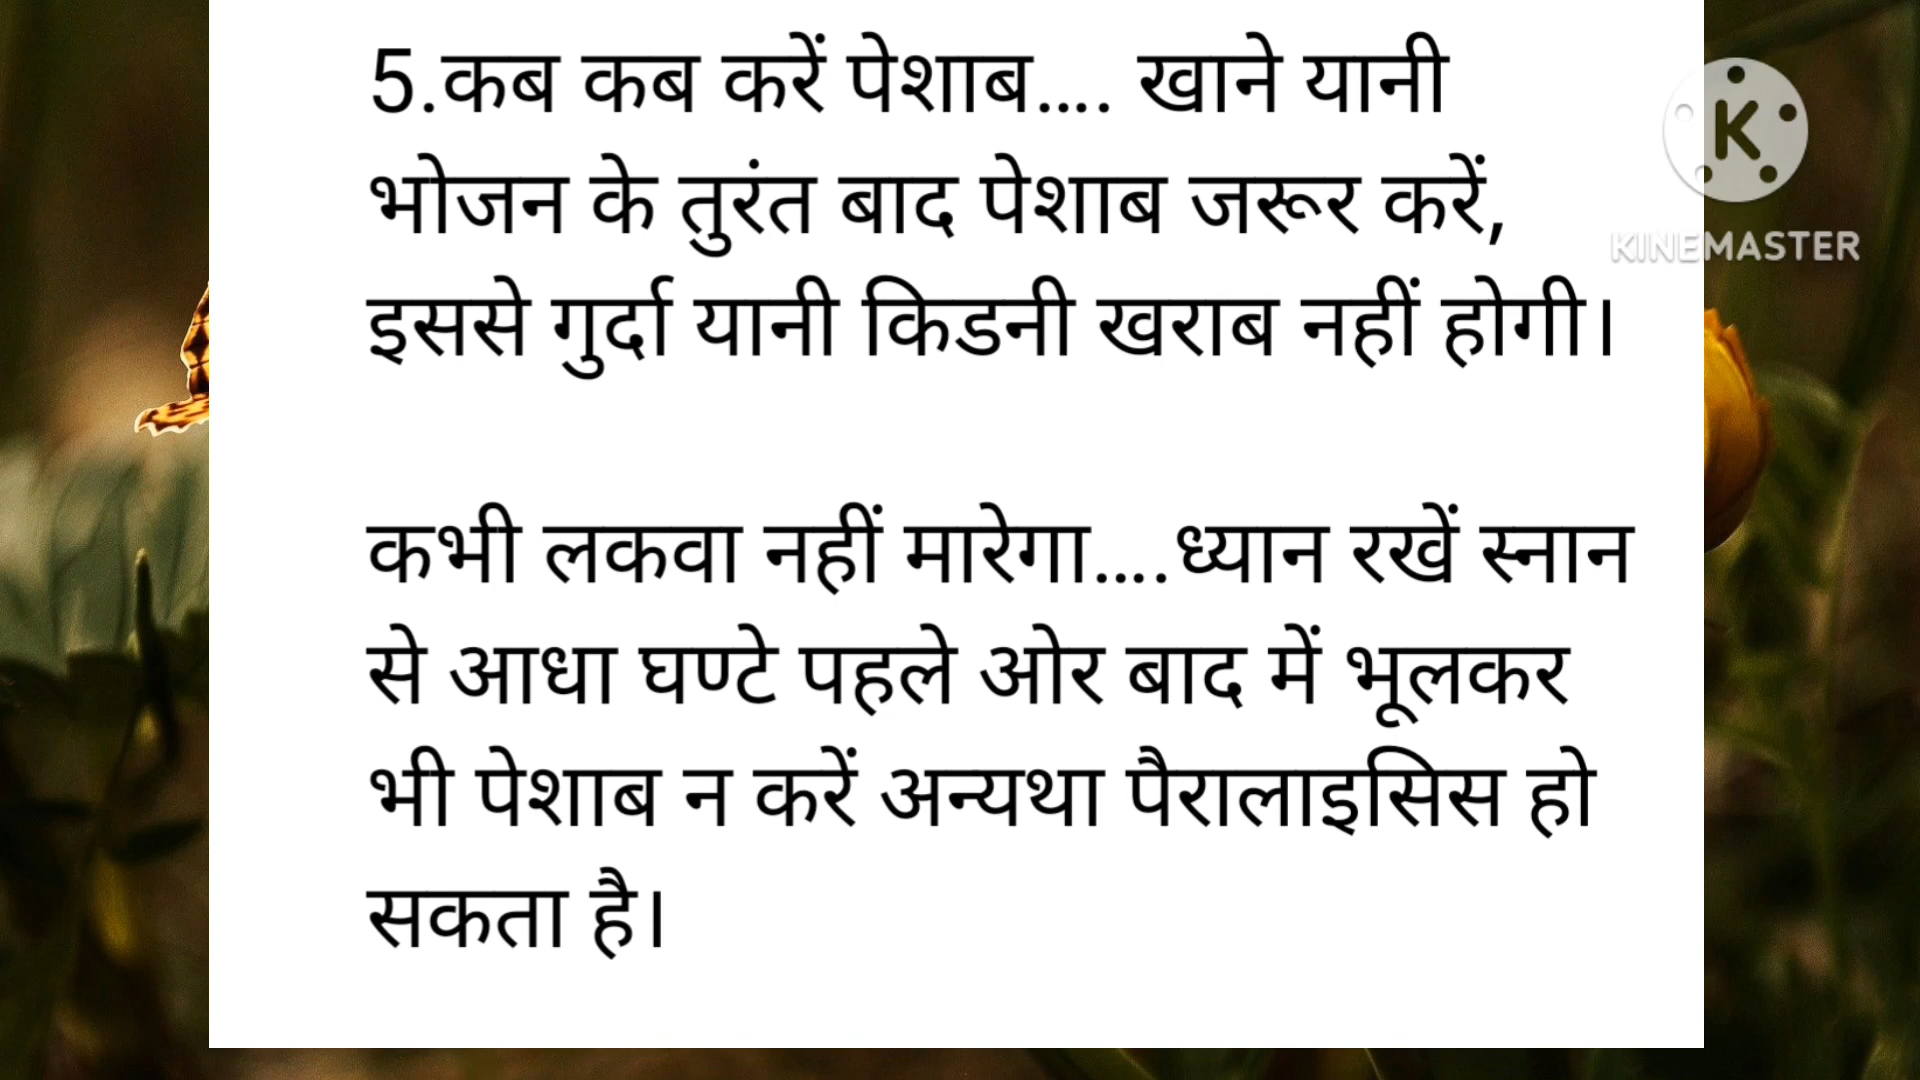 5.कब कब करें पेशाब.... खाने यानी
भोजन के तुरंत बाद पेशाब जरूर करें,
इससे गुर्दा यानी किडनी खराब नहीं होगी।
कभी लकवा नहीं मारेगा....ध्यान रखें स्नान
से आधा घण्टे पहले ओर बाद में भूलकर
भी पेशाब न करें अन्यथा पैरालाइसिस हो
सकता है।
K
KINEMASTER